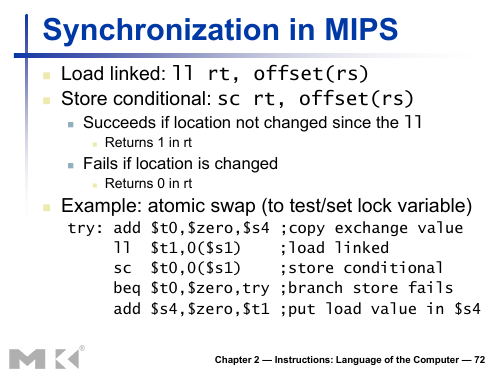 Synchronization in MIPS
Load linked: ll rt, offset(rs)
Store conditional: sc rt, offset(rs)
Succeeds if location not changed since the ll
Returns 1 in rt
Fails if location is changed
Returns 0 in rt
Example: atomic swap (to test/set lock variable)
try: add $t0,$zero,$s4 ;copy exchange value
ll $t1,0($s1) ;load linked
sc $t0,0($s1) ;store conditional
beq $t0,$zero,try ;branch store fails
add $s4,$zero,$t1 ;put load value in $s4
MK®
Chapter 2 — Instructions: Language of the Computer — 72